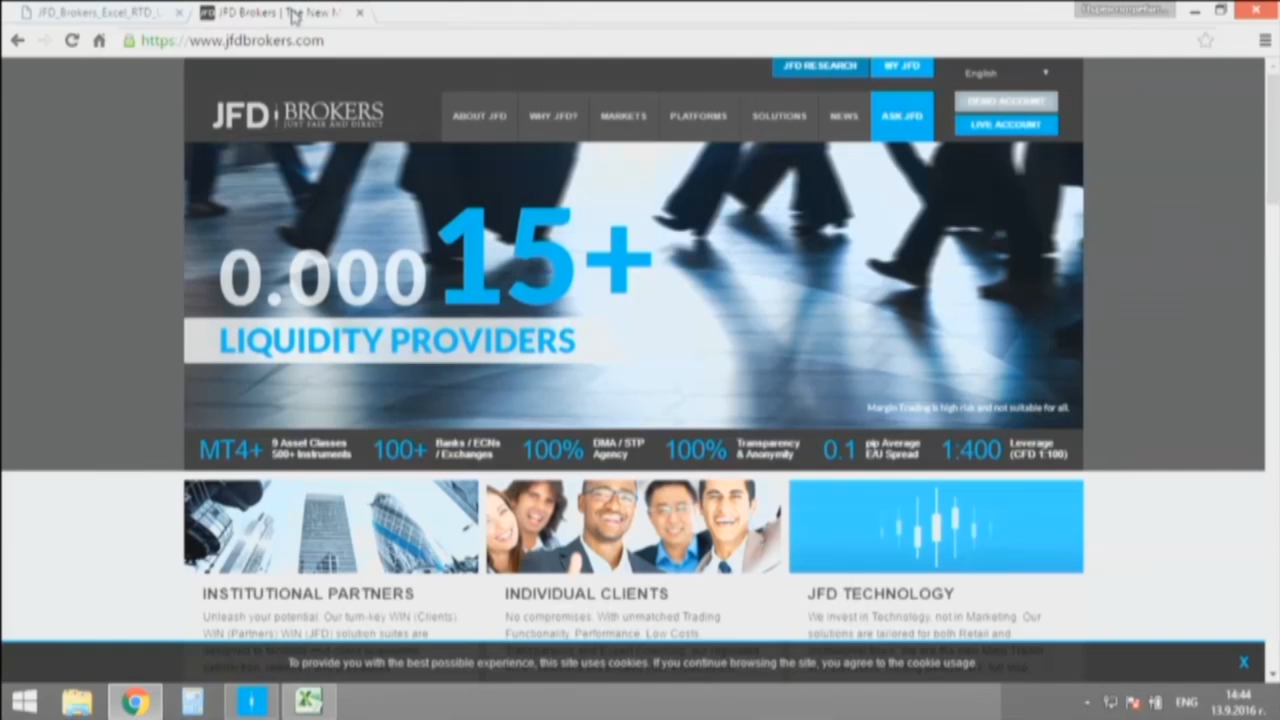 JFD_Brokers_Excel_RTD_
JFD Brokers | The New M
https://www.jfdbrokers.com
JFD RESEARCH
MY JFD
English
JFD BROKERS
JUST FAIR AND DIRECT
ABOUT JFD
WHY JFD?
MARKETS
PLATFORMS
SOLUTIONS
NEWS
ASK JFD
DEMO ACCOUNT
LIVE ACCOUNT
0.00015+
LIQUIDITY PROVIDERS
Margin Trading is high risk and not suitable for all.
MT4+ 9 Asset Classes
500+ Instruments
100+ Banks / ECNs
/ Exchanges
100% DMA / STP
Agency
100% Transparency
& Anonymity
0.1 pip Average
E/U Spread
1:400 Leverage
(CFD 1:100)
INSTITUTIONAL PARTNERS
Unleash your potential. Our turn-key WIN (Clients)
WIN (Partners) WIN (JFD) solution suites are
INDIVIDUAL CLIENTS
No compromises. With unmatched Trading
Functionality, Performance, Low Costs,
JFD TECHNOLOGY
We invest in Technology, not in Marketing. Our
solutions are tailored for both Retail and
To provide you with the best possible experience, this site uses cookies. If you continue browsing the site, you agree to the cookie usage.
X
ENG
14:44
13.9.2016 г.